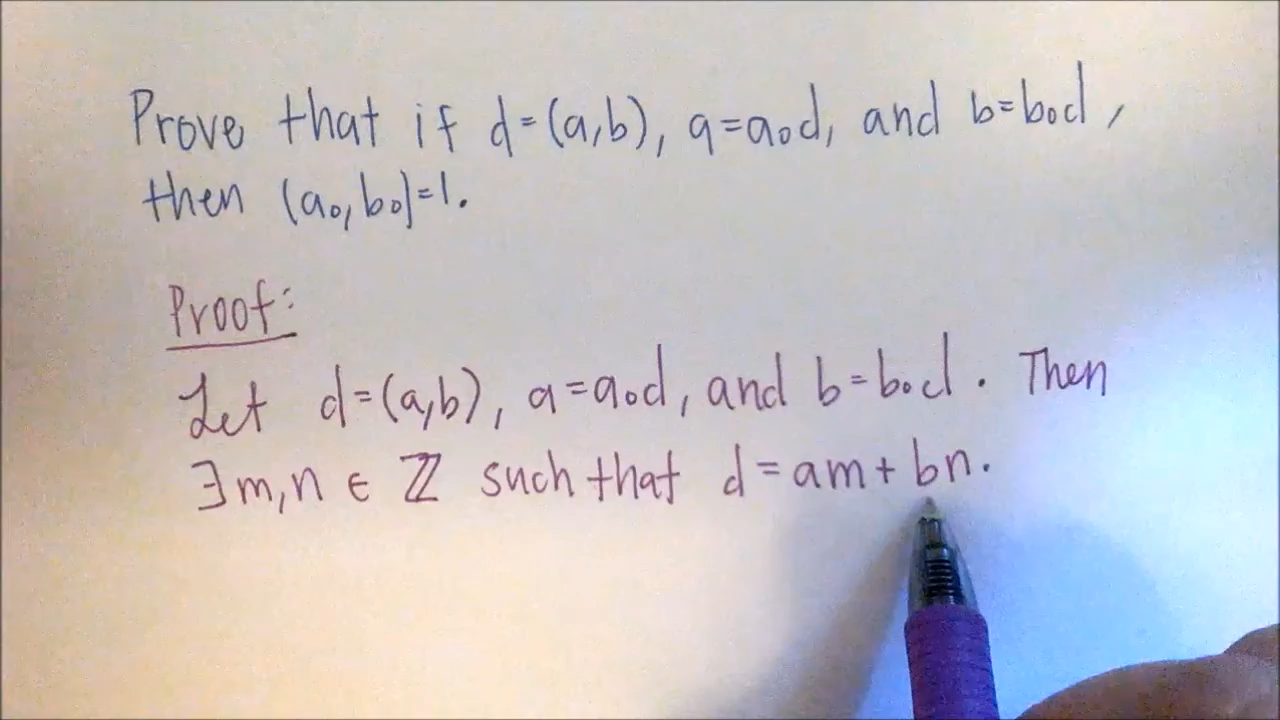 Prove that if d=(a,b), a=a₀d, and b=b₀d,
then (a₀,b₀)=1.
Proof:
Let d=(a,b), a=a₀d, and b=b₀d. Then
∃m,n ∈ ℤ such that d=am+bn.